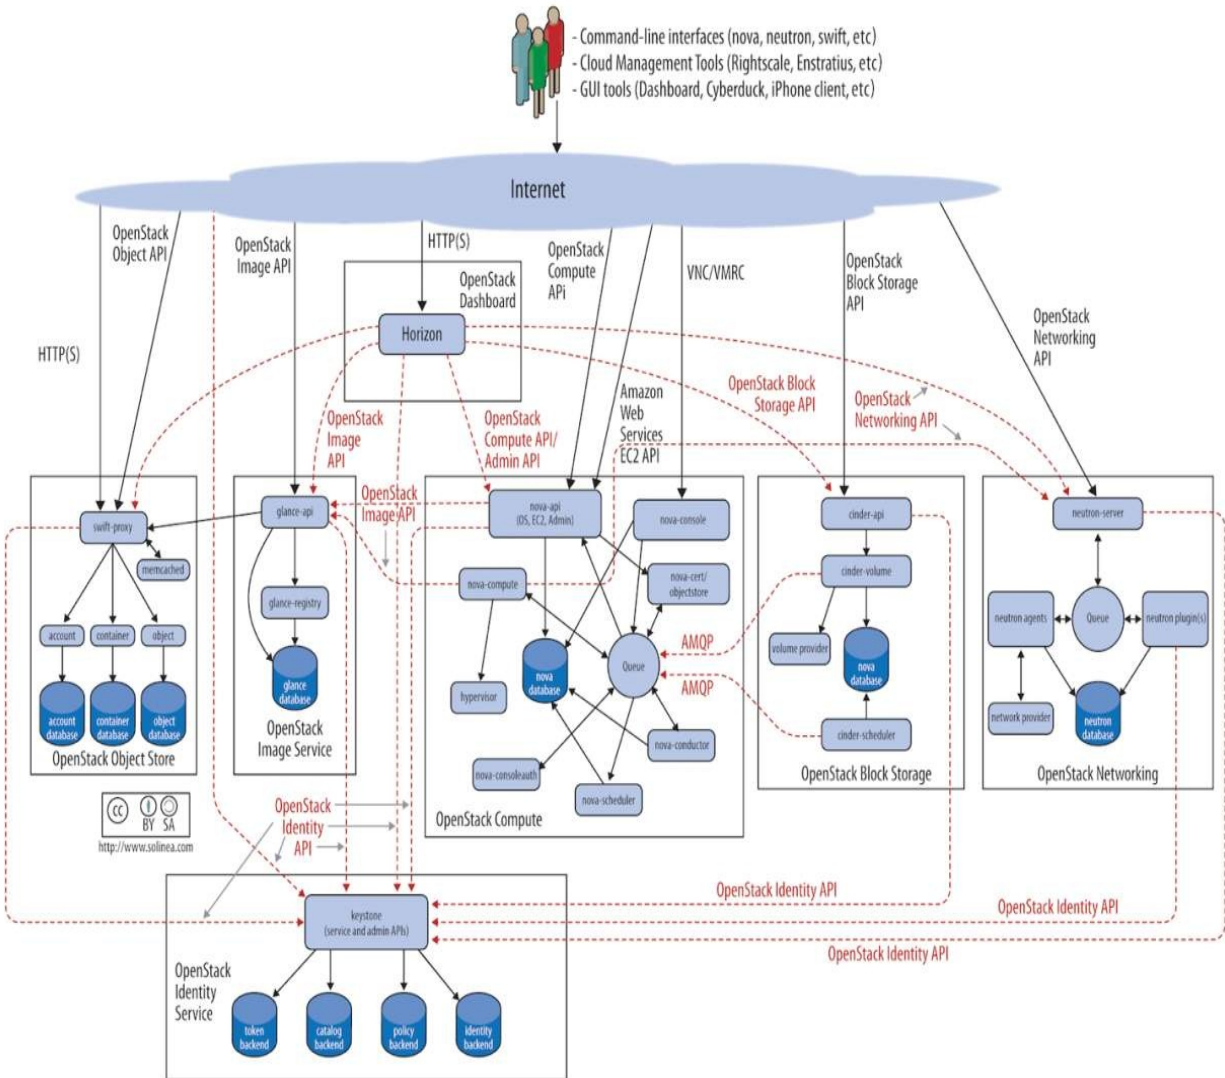 - Command-line interfaces (nova, neutron, swift, etc)
- Cloud Management Tools (Rightscale, Enstratius, etc)
- GUI tools (Dashboard, Cyberduck, iPhone client, etc)
Internet
OpenStack
Object API
OpenStack
Image API
HTTP(S)
OpenStack
Compute
APi
VNC/VMRC
OpenStack
Block Storage
API
OpenStack
Networking
API
HTTP(S)
OpenStack
Dashboard
Horizon
OpenStack
Image
API
OpenStack
Compute API/
Admin API
Amazon
Web
Services
EC2 API
OpenStack Block
Storage API
OpenStack
Networking API
OpenStack
Image API
swift-proxy
memcached
account
container
object
account
database
container
database
object
database
OpenStack Object Store
glance-api
glance-registry
glance
database
OpenStack
Image Service
nova-api
(OS, EC2, Admin)
nova-console
nova-compute
nova-cert/
objectstore
hypervisor
nova
database
Queue
nova-conductor
nova-consoleauth
nova-scheduler
OpenStack Compute
AMQP
AMQP
cinder-api
cinder-volume
volume provider
nova
database
cinder-scheduler
OpenStack Block Storage
neutron-server
neutron agents
Queue
neutron plugin(s)
network provider
neutron
database
OpenStack Networking
cc
BY SA
http://www.solinea.com
OpenStack
Identity
API
OpenStack Identity API
OpenStack Identity API
OpenStack Identity API
keystone
(service and admin APIs)
OpenStack
Identity
Service
token
backend
catalog
backend
policy
backend
identity
backend